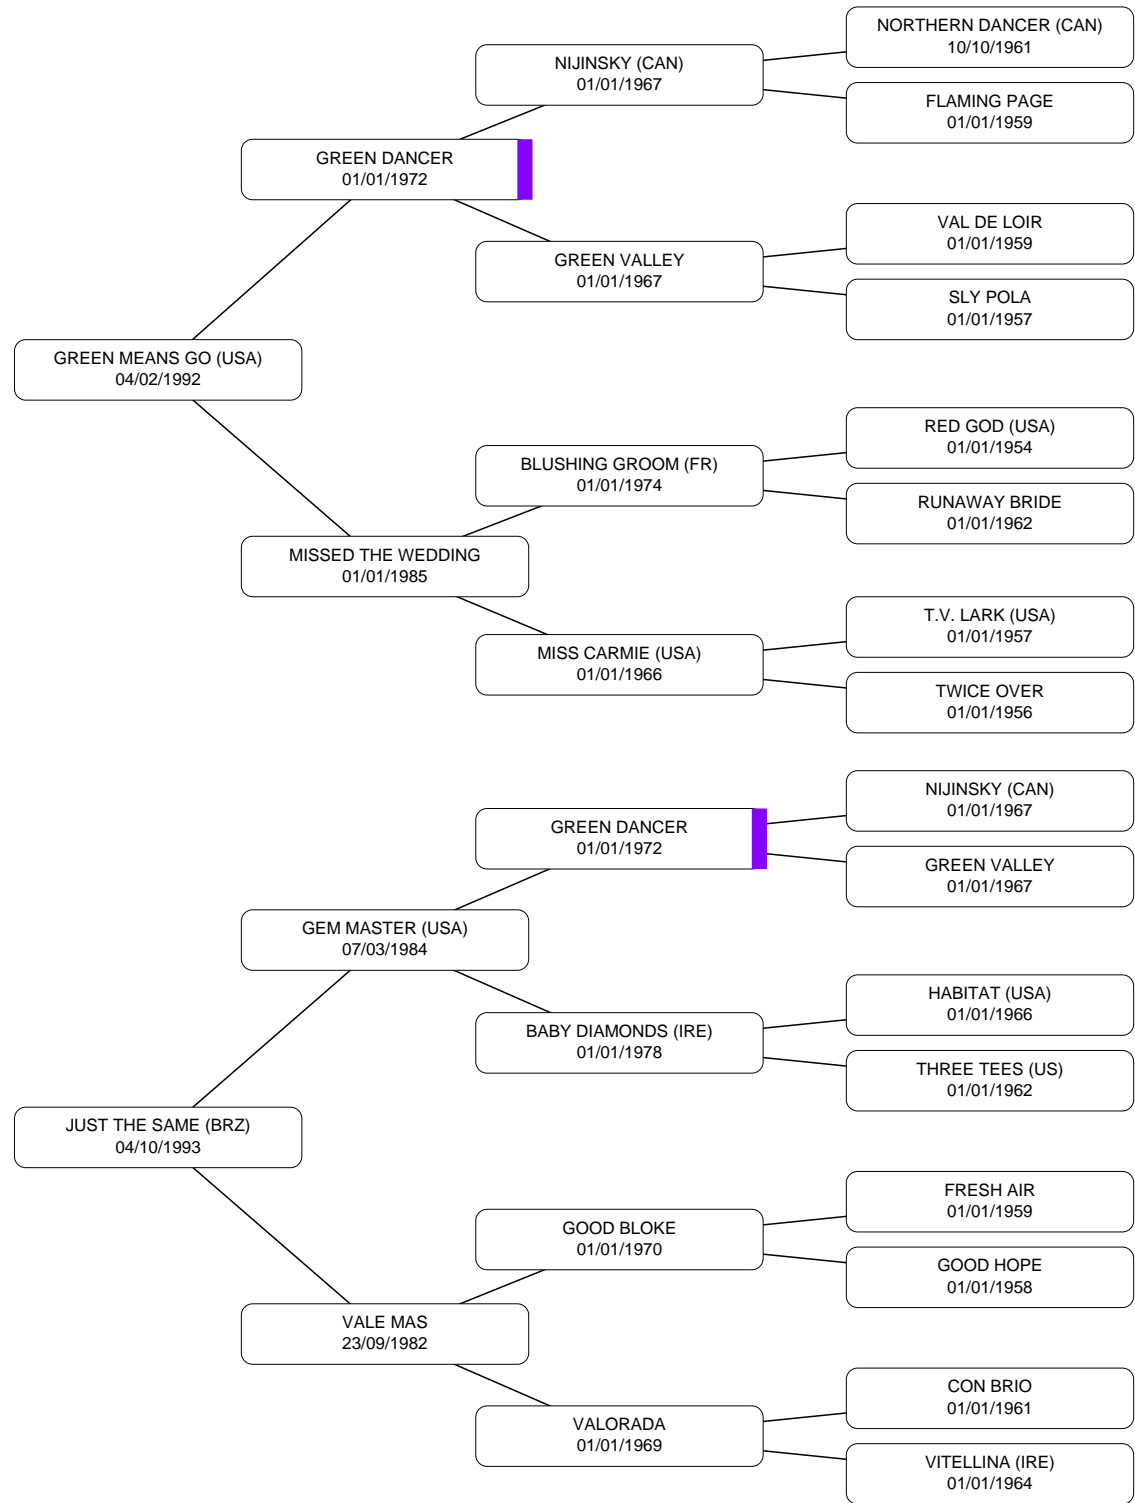 NORTHERN DANCER (CAN)
10/10/1961
NIJINSKY (CAN)
01/01/1967
FLAMING PAGE
01/01/1959
GREEN DANCER
01/01/1972
VAL DE LOIR
01/01/1959
GREEN VALLEY
01/01/1967
SLY POLA
01/01/1957
GREEN MEANS GO (USA)
04/02/1992
RED GOD (USA)
01/01/1954
BLUSHING GROOM (FR)
01/01/1974
RUNAWAY BRIDE
01/01/1962
MISSED THE WEDDING
01/01/1985
T.V. LARK (USA)
01/01/1957
MISS CARMIE (USA)
01/01/1966
TWICE OVER
01/01/1956
NIJINSKY (CAN)
01/01/1967
GREEN DANCER
01/01/1972
GREEN VALLEY
01/01/1967
GEM MASTER (USA)
07/03/1984
HABITAT (USA)
01/01/1966
BABY DIAMONDS (IRE)
01/01/1978
THREE TEES (US)
01/01/1962
JUST THE SAME (BRZ)
04/10/1993
FRESH AIR
01/01/1959
GOOD BLOKE
01/01/1970
GOOD HOPE
01/01/1958
VALE MAS
23/09/1982
CON BRIO
01/01/1961
VALORADA
01/01/1969
VITELLINA (IRE)
01/01/1964